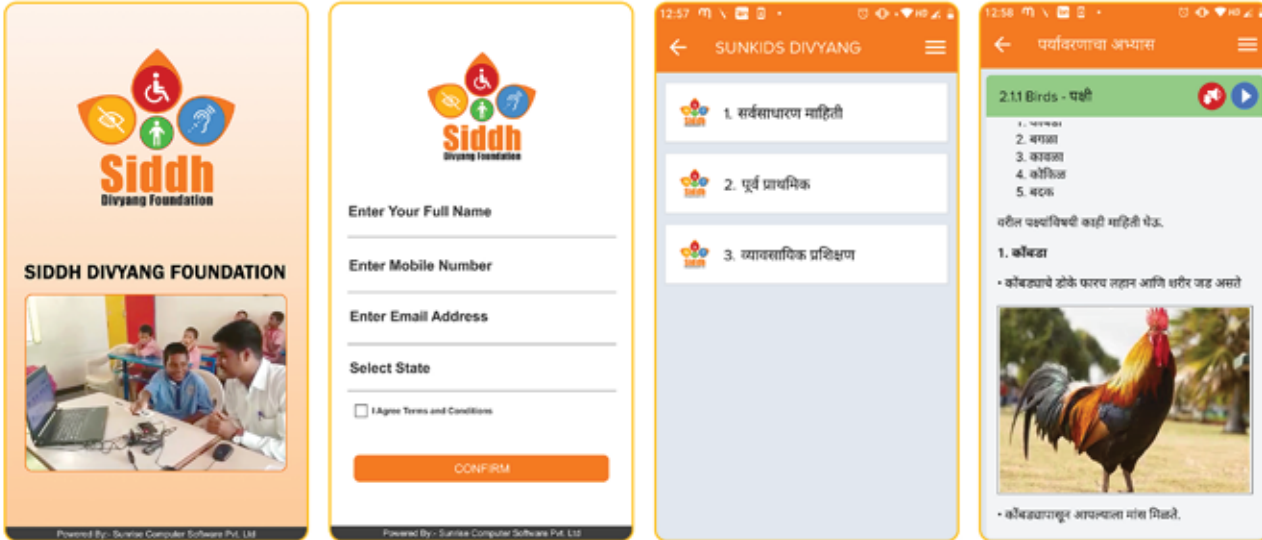 Siddh
Divyang Foundation
SIDDH DIVYANG FOUNDATION
Powered By:- Sunrise Computer Software Pvt. Ltd
Siddh
Divyang Foundation
Enter Your Full Name
Enter Mobile Number
Enter Email Address
Select State
I Agree Terms and Conditions
CONFIRM
Powered By:- Sunrise Computer Software Pvt. Ltd
12:57
SUNKIDS DIVYANG
1. सर्वसाधारण माहिती
2. पूर्व प्राथमिक
3. व्यावसायिक प्रशिक्षण
12:58
पर्यावरणाचा अभ्यास
2.1.1 Birds - पक्षी
2. बगळा
3. कावळा
4. कोकिळ
5. बदक
वरील पक्ष्यांविषयी काही माहिती घेऊ.
1. कोंबडा
• कोंबड्याचे डोके फारच लहान आणि शरीर जड असते
• कोंबड्यापासून आपल्याला मांस मिळते.